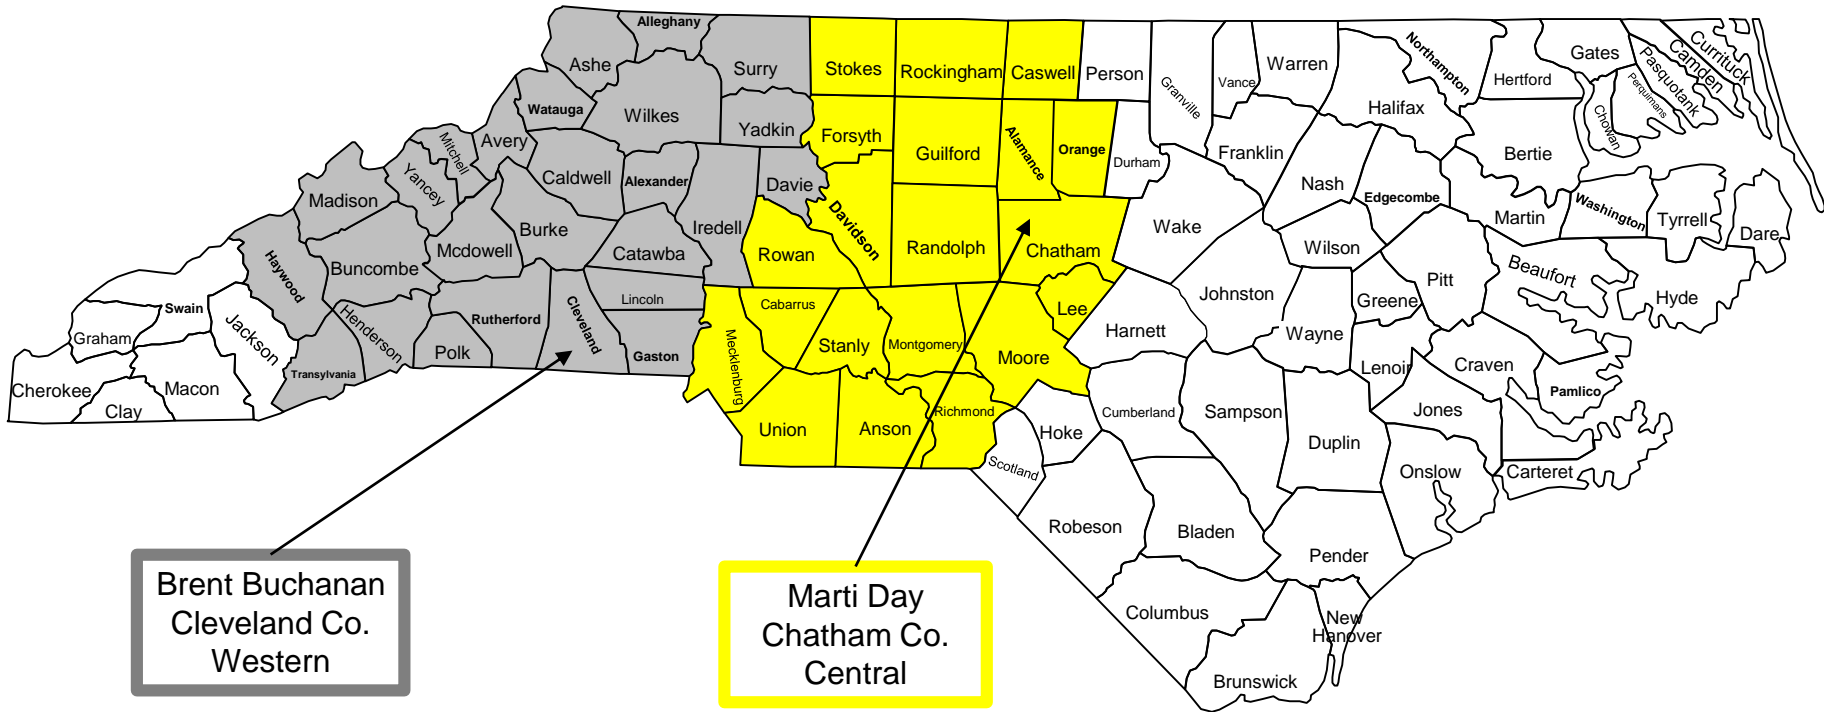 Alleghany
Ashe
Surry
Stokes
Rockingham
Caswell
Person
Granville
Vance
Warren
Northampton
Hertford
Gates
Currituck
Camden
Pasquotank
Perquimans
Chowan
Watauga
Wilkes
Yadkin
Forsyth
Guilford
Alamance
Orange
Durham
Franklin
Halifax
Bertie
Mitchell
Avery
Yancey
Caldwell
Alexander
Davie
Iredell
Davidson
Nash
Edgecombe
Martin
Washington
Tyrrell
Dare
Madison
Mcdowell
Burke
Catawba
Rowan
Randolph
Chatham
Wake
Wilson
Pitt
Beaufort
Hyde
Haywood
Buncombe
Lincoln
Cabarrus
Lee
Johnston
Greene
Swain
Graham
Jackson
Henderson
Rutherford
Cleveland
Polk
Gaston
Mecklenburg
Stanly
Montgomery
Moore
Harnett
Wayne
Lenoir
Craven
Pamlico
Cherokee
Clay
Macon
Transylvania
Union
Anson
Richmond
Hoke
Scotland
Cumberland
Sampson
Duplin
Jones
Onslow
Carteret
Robeson
Bladen
Pender
Columbus
New
Hanover
Brunswick
Brent Buchanan
Cleveland Co.
Western
Marti Day
Chatham Co.
Central